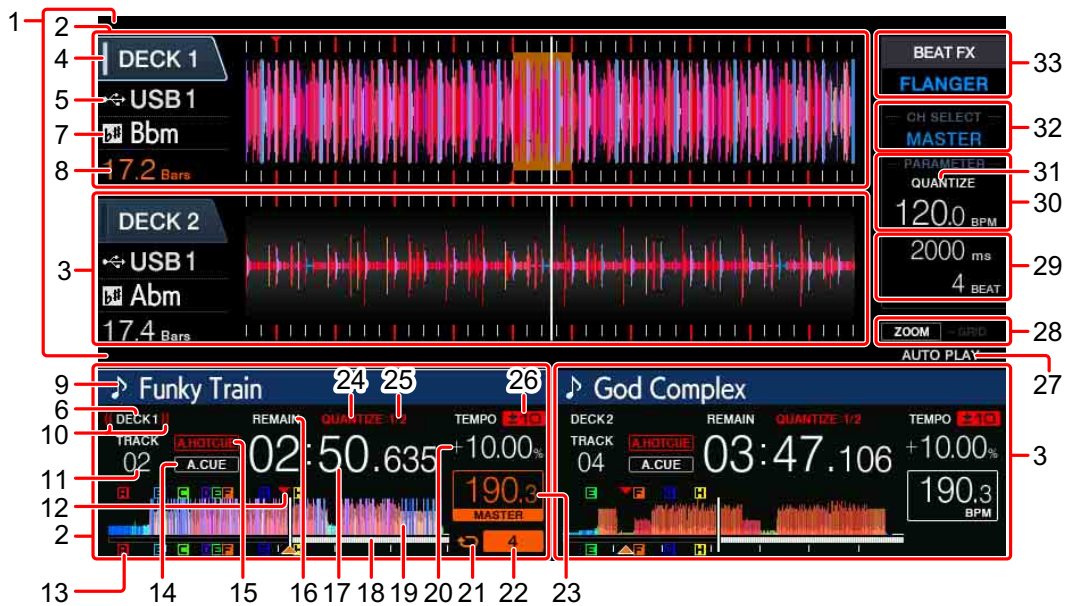 1
2
4 DECK 1
5 USB 1
7 b# Bbm
8 17.2 Bars
BEAT FX
FLANGER 33
CH SELECT
MASTER 32
PARAMETER
QUANTIZE 31
120.0 BPM 30
2000 ms
4 BEAT 29
ZOOM GRID 28
AUTO PLAY
27
3
DECK 2
USB 1
b# Abm
17.4 Bars
9 Funky Train
24 25 26
6 DECK1 REMAIN QUANTIZE 1/2 TEMPO ±10
10 TRACK A.HOTCUE 02:50.635 +10.00%
11 02 A.CUE
12 A B C D E F G H
190.3
MASTER
2
13 A B C D E F G H
4
God Complex
DECK2 REMAIN QUANTIZE 1/2 TEMPO ±10
TRACK A.HOTCUE 03:47.106 +10.00%
04 A.CUE
3
E F G H
190.3
BPM
E F G H
14 15 16 17 18 19 20 21 22 23